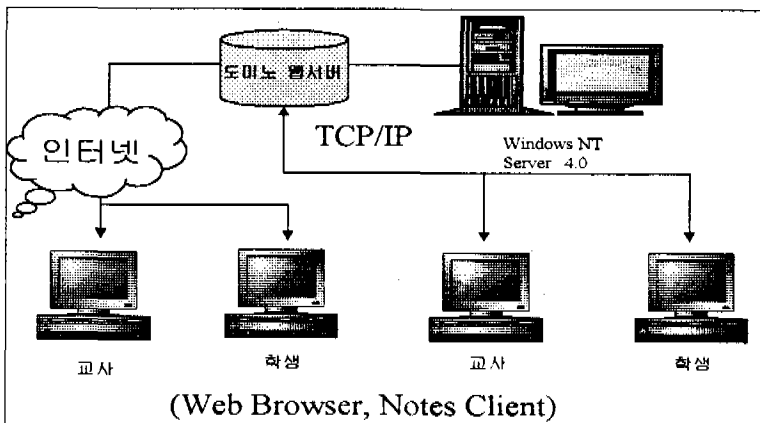 도미노 웹서버
TCP/IP
인터넷
Windows NT
Server 4.0
교사
학생
교사
학생
(Web Browser, Notes Client)